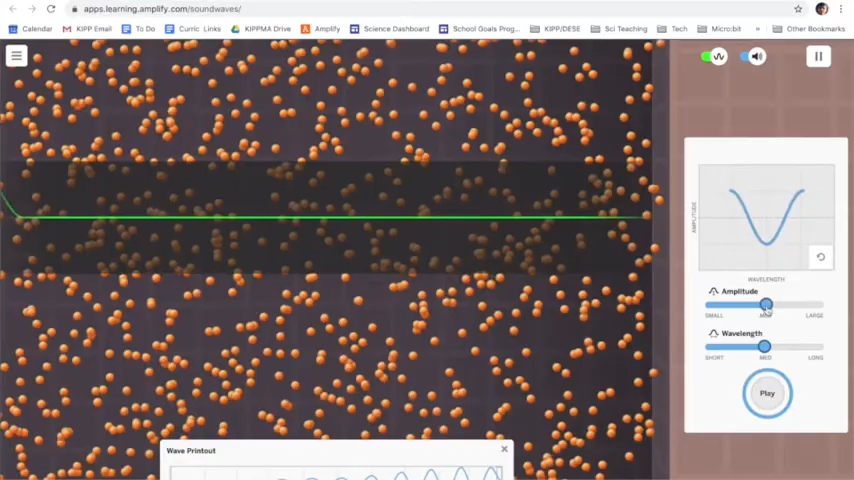 apps.learning.amplify.com/soundwaves/
Calendar KIPP Email To Do Curric Links KIPPMA Drive Amplify Science Dashboard School Goals Prog... KIPP/DESE Sci Teaching Tech Micro:bit » Other Bookmarks
AMPLITUDE
WAVELENGTH
Amplitude
SMALL MED LARGE
Wavelength
SHORT MED LONG
Play
Wave Printout